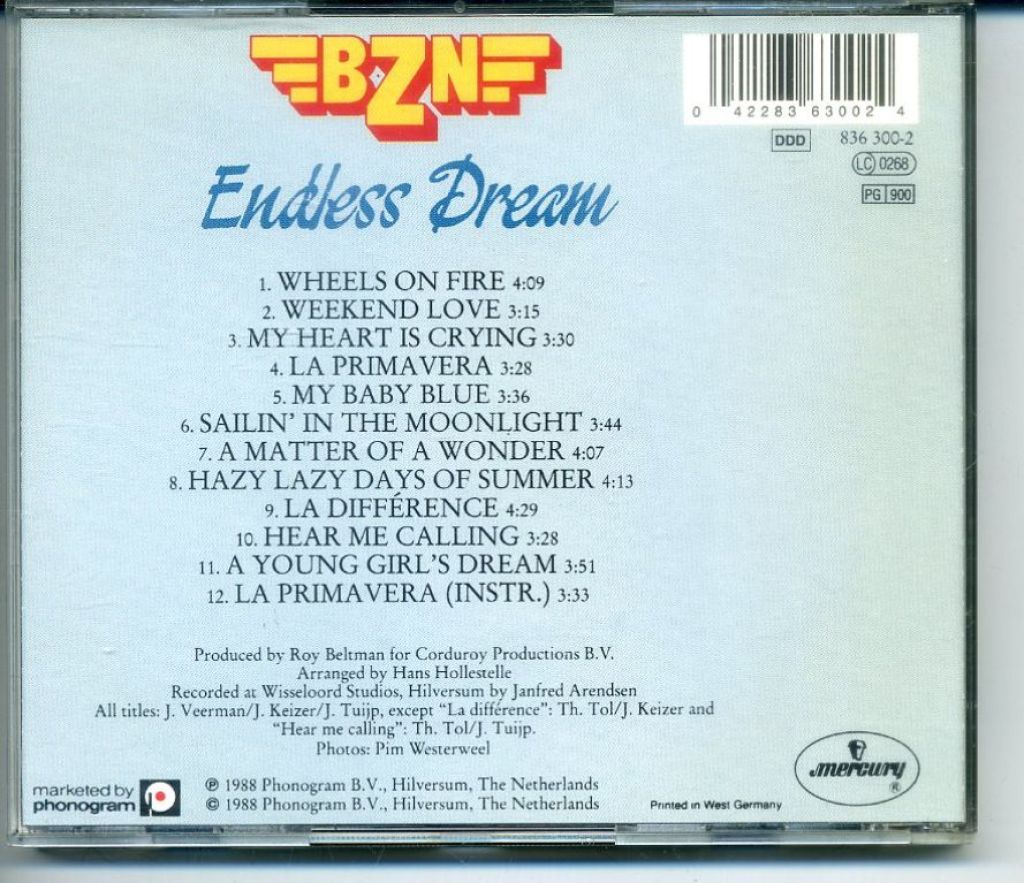 BZN
0 42283 63002 4
DDD 836 300-2
LC 0268
PG 900
Endless Dream
1. WHEELS ON FIRE 4:09
2. WEEKEND LOVE 3:15
3. MY HEART IS CRYING 3:30
4. LA PRIMAVERA 3:28
5. MY BABY BLUE 3:36
6. SAILIN' IN THE MOONLIGHT 3:44
7. A MATTER OF A WONDER 4:07
8. HAZY LAZY DAYS OF SUMMER 4:13
9. LA DIFFÉRENCE 4:29
10. HEAR ME CALLING 3:28
11. A YOUNG GIRL'S DREAM 3:51
12. LA PRIMAVERA (INSTR.) 3:33
Produced by Roy Beltman for Corduroy Productions B.V.
Arranged by Hans Hollestelle
Recorded at Wisseloord Studios, Hilversum by Janfred Arendsen
All titles: J. Veerman/J. Keizer/J. Tuijp, except "La différence": Th. Tol/J. Keizer and
"Hear me calling": Th. Tol/J. Tuijp.
Photos: Pim Westerweel
mercury ®
marketed by
phonogram
℗ 1988 Phonogram B.V., Hilversum, The Netherlands
© 1988 Phonogram B.V., Hilversum, The Netherlands
Printed in West Germany